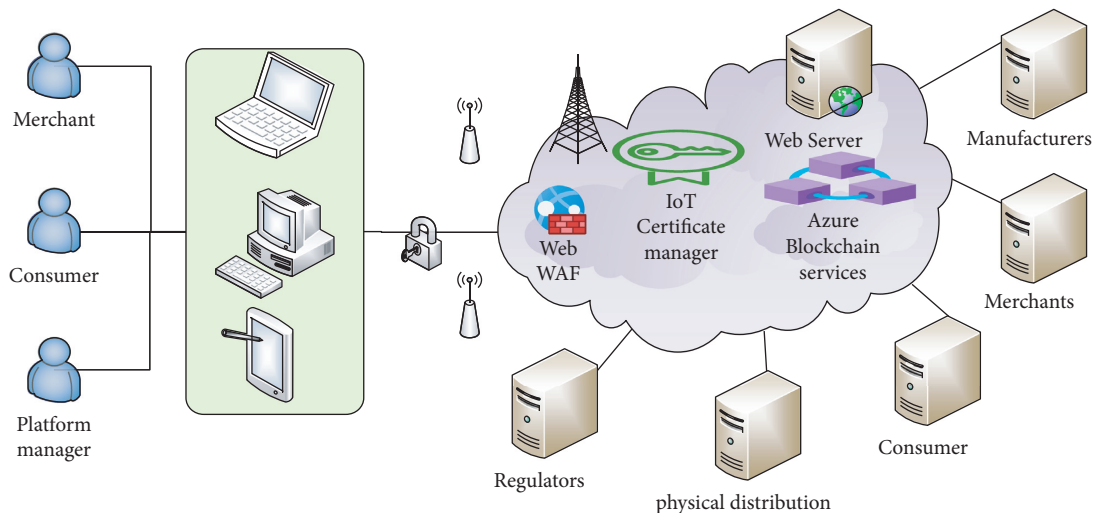 Merchant
Consumer
Platform
manager
Web
WAF
IoT
Certificate
manager
Web Server
Azure
Blockchain
services
Manufacturers
Merchants
Consumer
physical distribution
Regulators